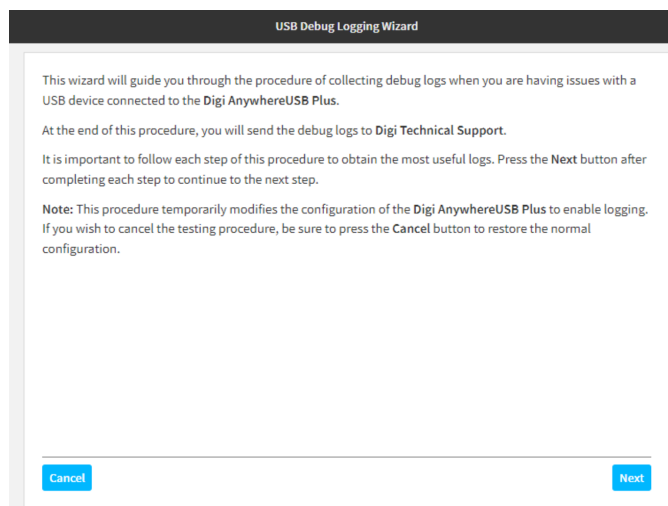 USB Debug Logging Wizard
This wizard will guide you through the procedure of collecting debug logs when you are having issues with a
USB device connected to the Digi AnywhereUSB Plus.
At the end of this procedure, you will send the debug logs to Digi Technical Support.
It is important to follow each step of this procedure to obtain the most useful logs. Press the Next button after
completing each step to continue to the next step.
Note: This procedure temporarily modifies the configuration of the Digi AnywhereUSB Plus to enable logging.
If you wish to cancel the testing procedure, be sure to press the Cancel button to restore the normal
configuration.
Cancel
Next